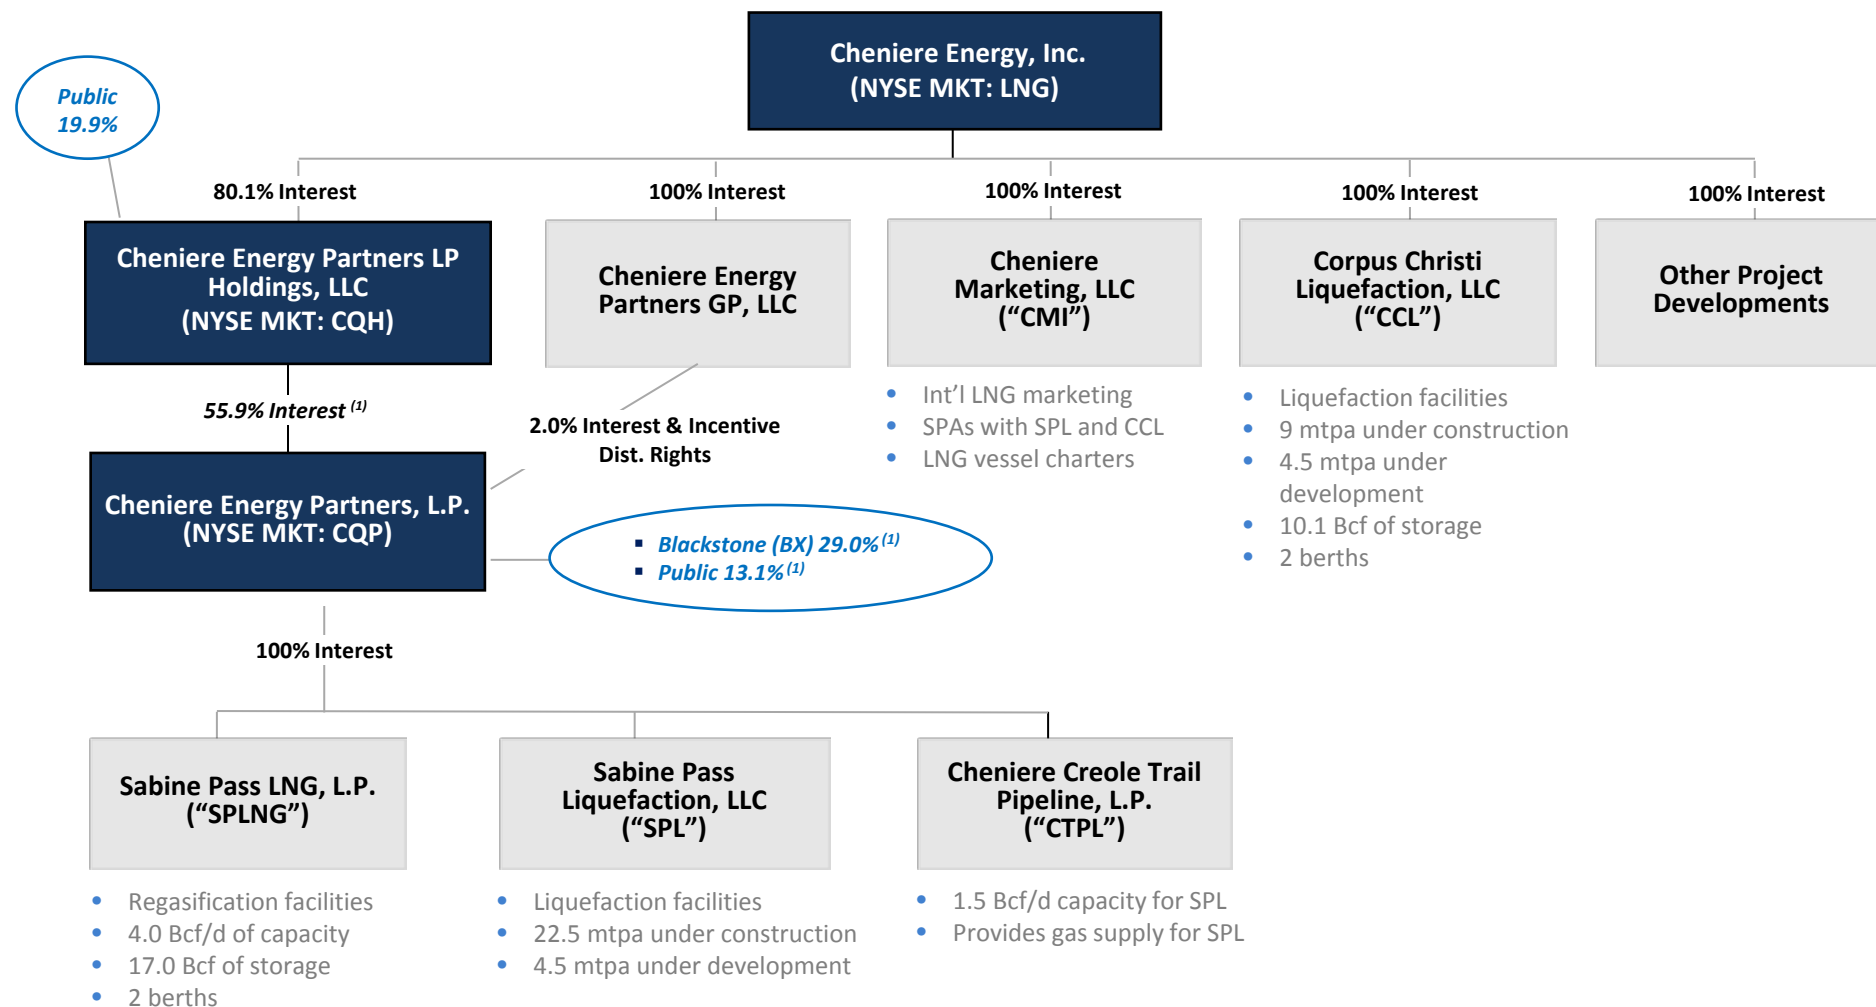 Cheniere Energy, Inc.
(NYSE MKT: LNG)
Public
19.9%
80.1% Interest
100% Interest
100% Interest
100% Interest
100% Interest
Cheniere Energy Partners LP
Holdings, LLC
(NYSE MKT: CQH)
Cheniere Energy
Partners GP, LLC
Cheniere
Marketing, LLC
(“CMI”)
Corpus Christi
Liquefaction, LLC
(“CCL”)
Other Project
Developments
• Int’l LNG marketing
• SPAs with SPL and CCL
• LNG vessel charters
• Liquefaction facilities
• 9 mtpa under construction
• 4.5 mtpa under
development
• 10.1 Bcf of storage
• 2 berths
55.9% Interest (1)
2.0% Interest & Incentive
Dist. Rights
Cheniere Energy Partners, L.P.
(NYSE MKT: CQP)
▪ Blackstone (BX) 29.0% (1)
▪ Public 13.1% (1)
100% Interest
Sabine Pass LNG, L.P.
(“SPLNG”)
Sabine Pass
Liquefaction, LLC
(“SPL”)
Cheniere Creole Trail
Pipeline, L.P.
(“CTPL”)
• Regasification facilities
• 4.0 Bcf/d of capacity
• 17.0 Bcf of storage
• 2 berths
• Liquefaction facilities
• 22.5 mtpa under construction
• 4.5 mtpa under development
• 1.5 Bcf/d capacity for SPL
• Provides gas supply for SPL